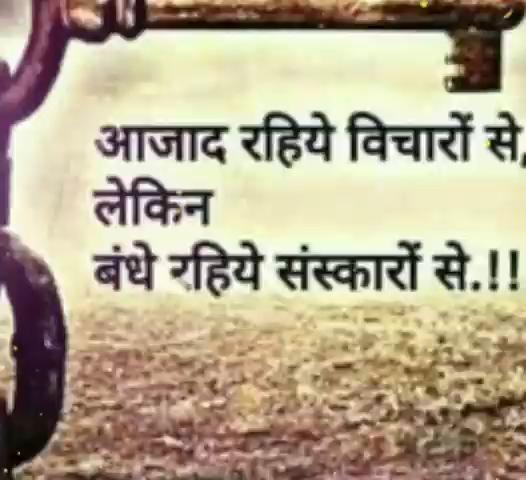 आजाद रहिये विचारों से,
लेकिन
बंधे रहिये संस्कारों से.!!